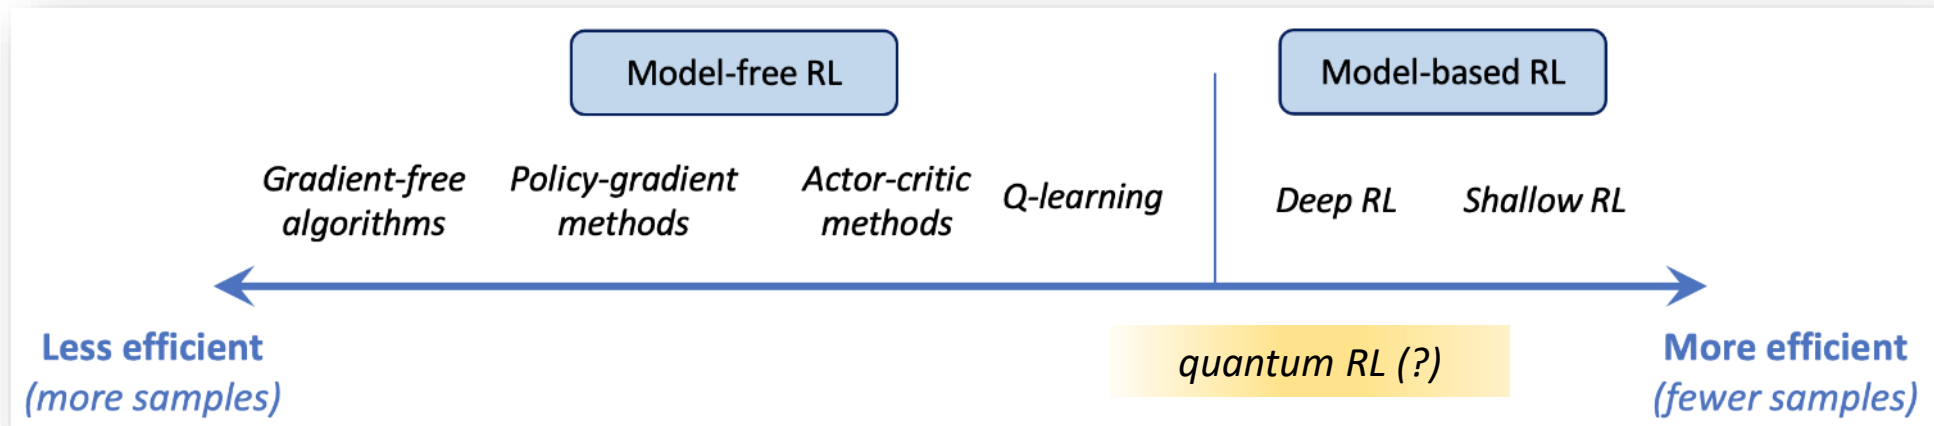 Model-free RL
Model-based RL
Gradient-free
algorithms
Policy-gradient
methods
Actor-critic
methods
Q-learning
Deep RL
Shallow RL
Less efficient
(more samples)
quantum RL (?)
More efficient
(fewer samples)